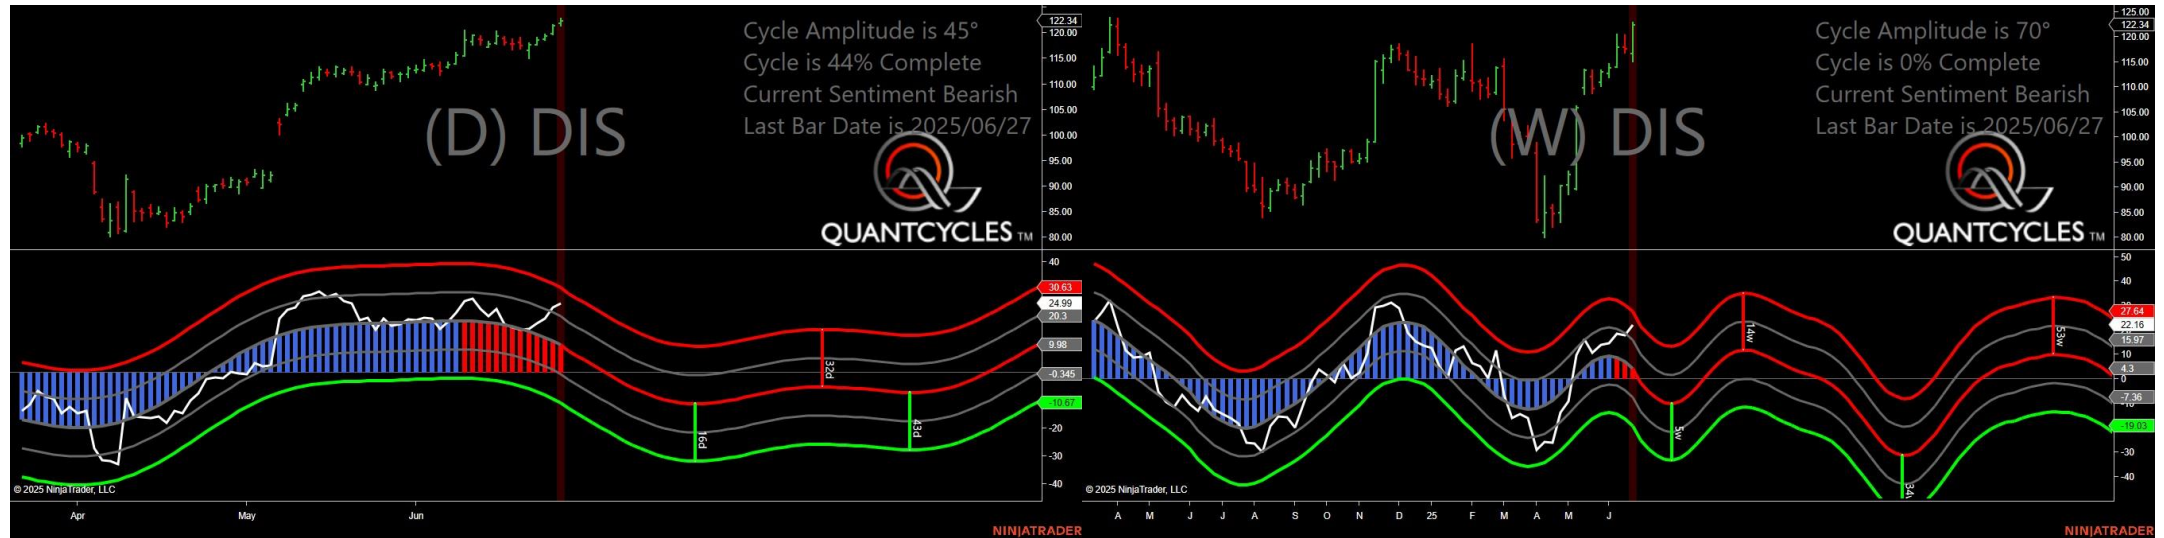 Cycle Amplitude is 45°
Cycle is 44% Complete
Current Sentiment Bearish
Last Bar Date is 2025/06/27
(D) DIS
QUANTCYCLES TM
122.34
120.00
115.00
110.00
105.00
100.00
95.00
90.00
85.00
80.00
40
30.63
24.99
20.3
9.98
-0.345
-10.67
-20
-30
-40
16d
32d
43d
© 2025 NinjaTrader, LLC
Apr May Jun
NINJATRADER
Cycle Amplitude is 70°
Cycle is 0% Complete
Current Sentiment Bearish
Last Bar Date is 2025/06/27
(W) DIS
QUANTCYCLES TM
125.00
122.34
120.00
115.00
110.00
105.00
100.00
95.00
90.00
85.00
80.00
50
40
27.64
22.16
15.97
10
4.3
0
-7.36
-19.03
-30
-40
5w
14w
53w
© 2025 NinjaTrader, LLC
A M J J A S O N D 25 F M A M J
NINJATRADER